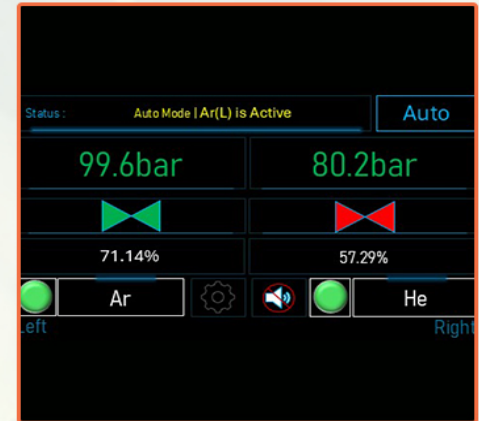 Status : Auto Mode | Ar(L) is Active Auto
99.6bar 80.2bar
71.14% 57.29%
Ar He
Left Right